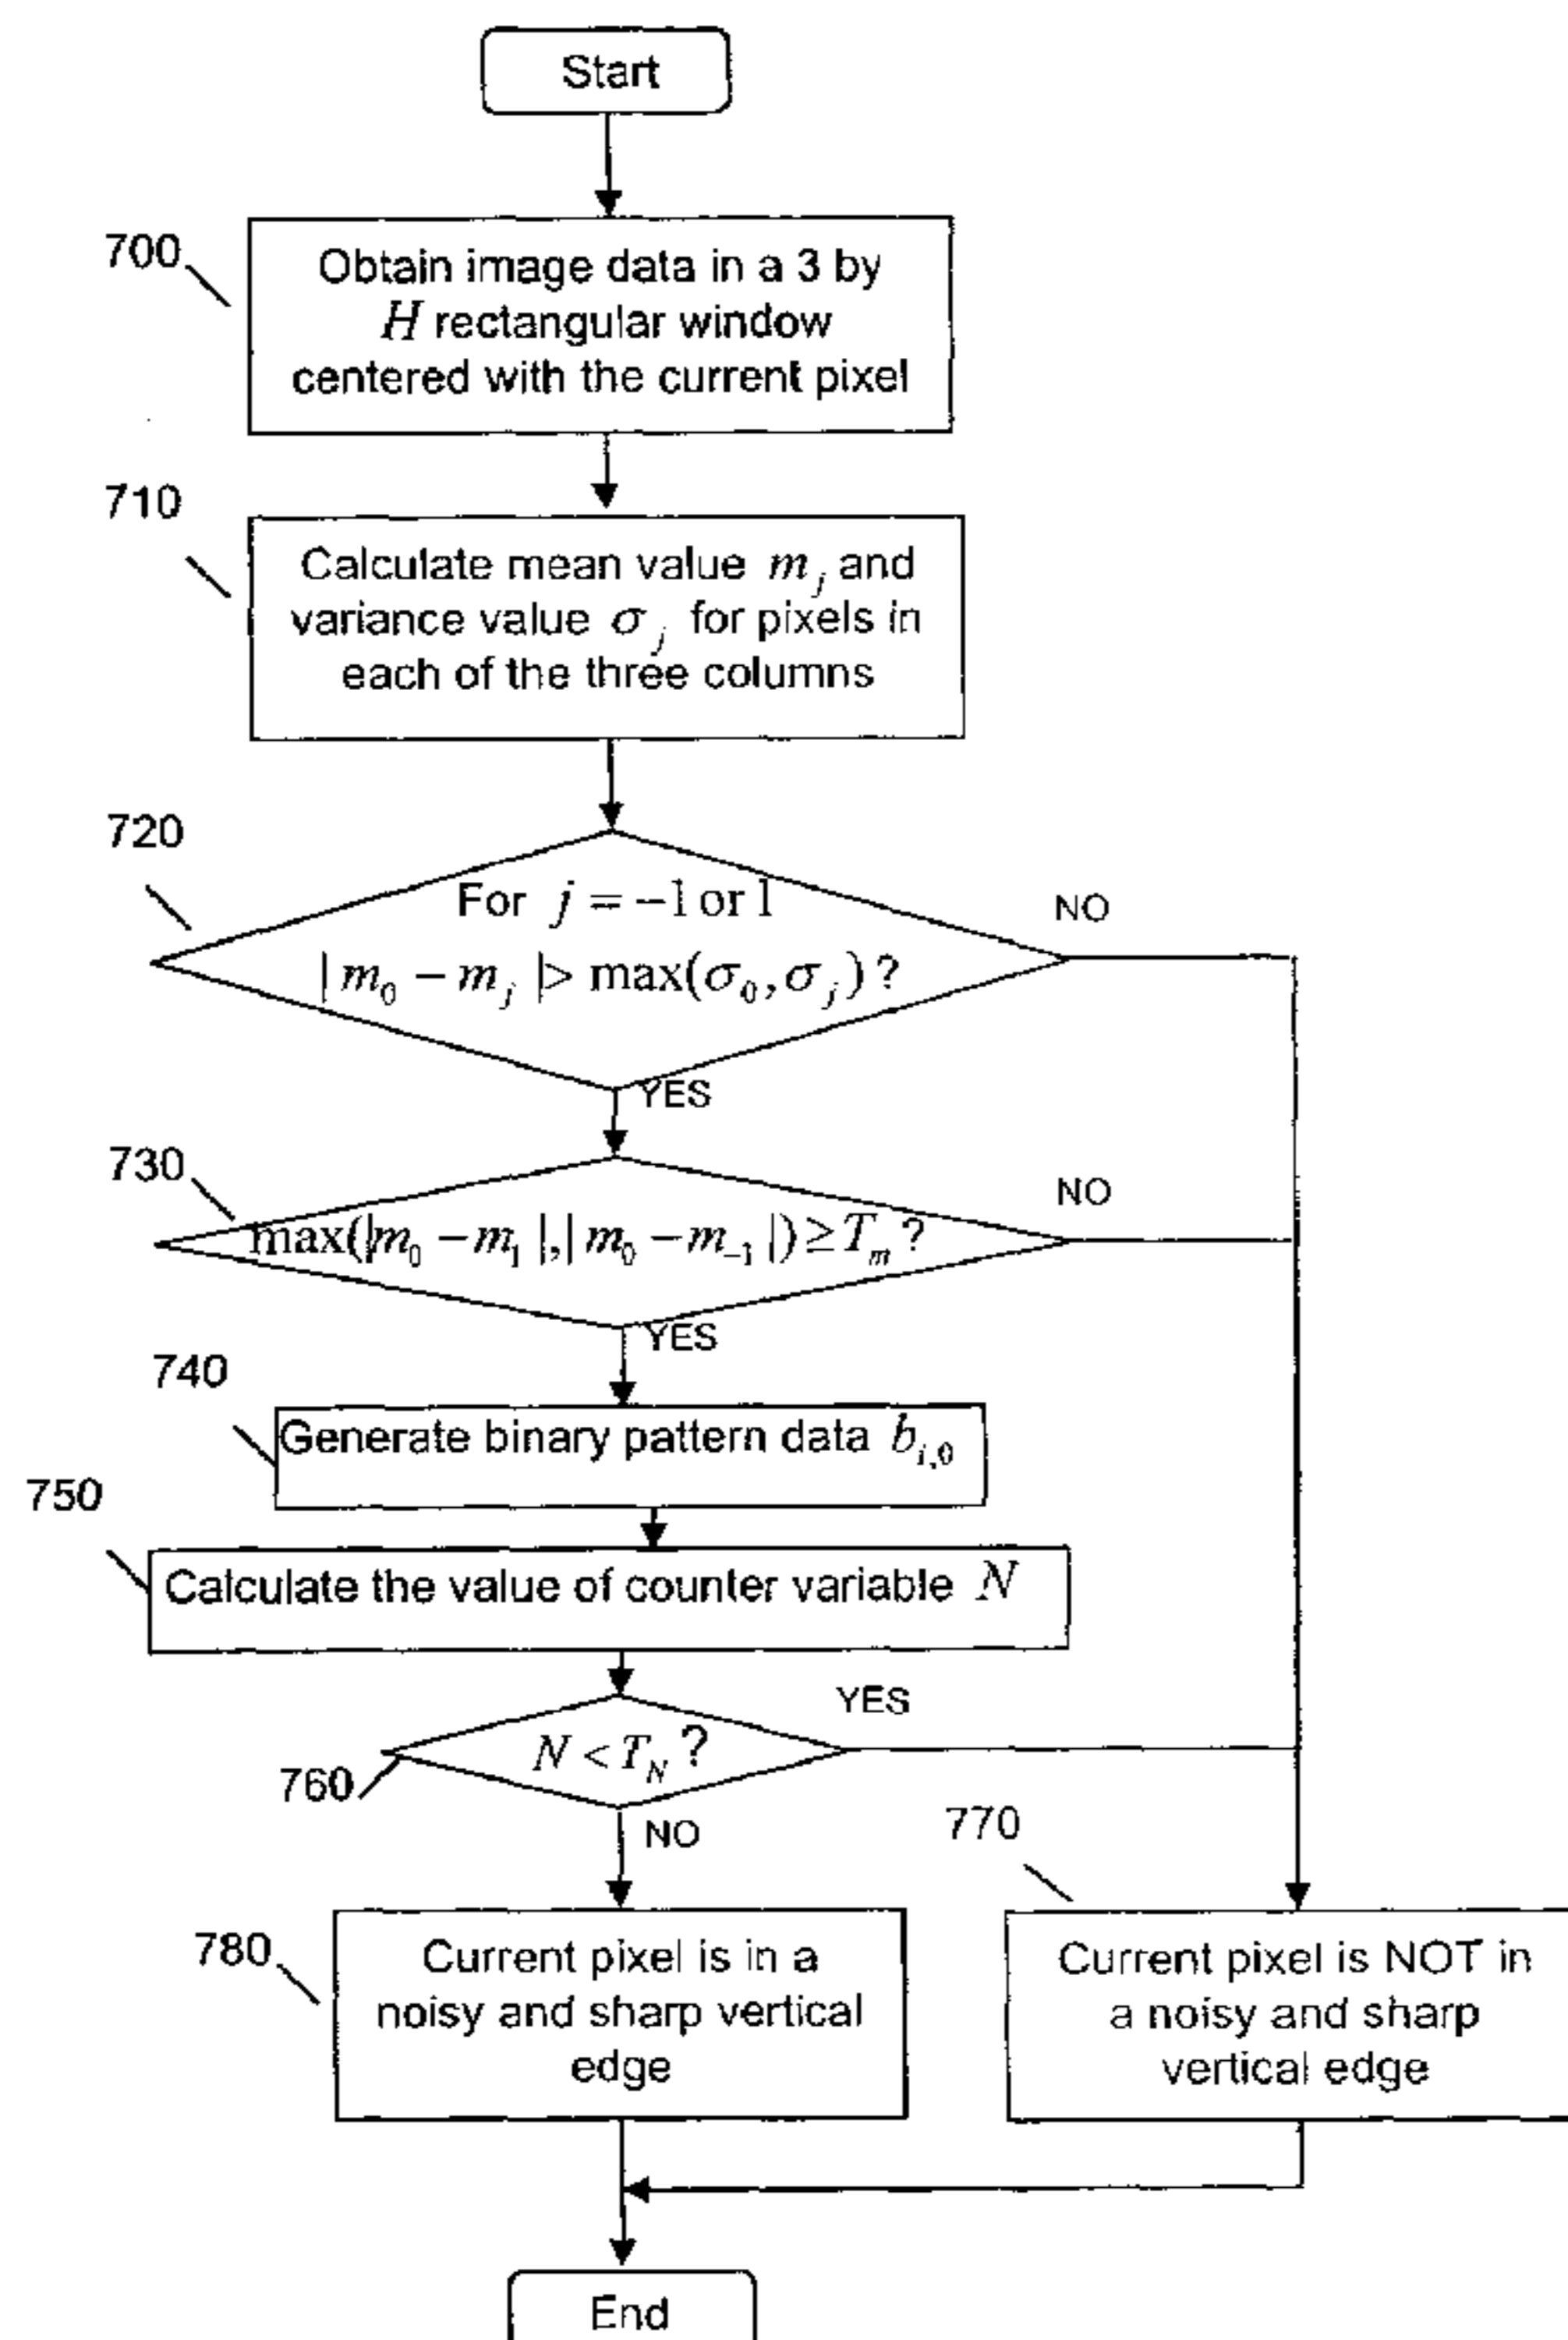 Start
700
Obtain image data in a 3 by
H rectangular window
centered with the current pixel
710
Calculate mean value m_j and
variance value σ_j for pixels in
each of the three columns
720
For j = −1 or 1
| m_0 − m_j |> max(σ_0, σ_j) ?
NO
YES
730
max(|m_0 − m_1 |,| m_0 − m_{−1} |) ≥ T_m ?
NO
YES
740
Generate binary pattern data b_{i,0}
750
Calculate the value of counter variable N
760
N < T_N ?
YES
NO
770
780
Current pixel is in a
noisy and sharp vertical
edge
Current pixel is NOT in
a noisy and sharp
vertical edge
End